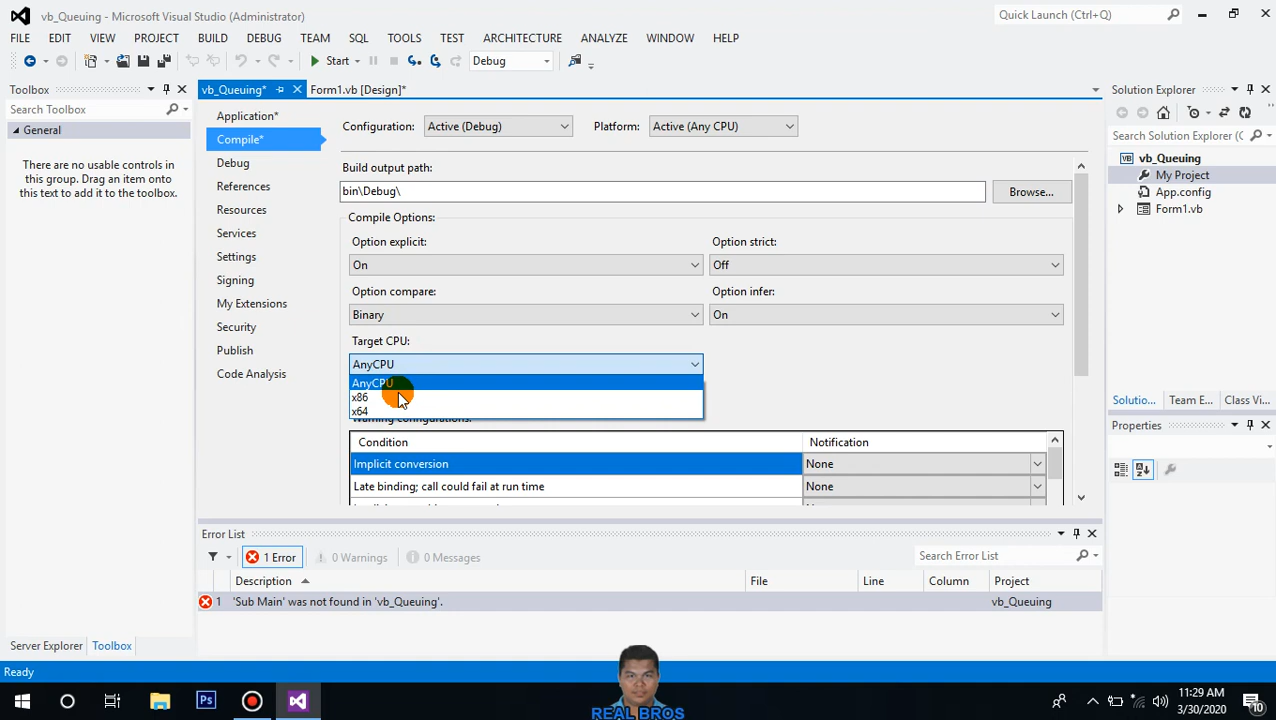 vb_Queuing - Microsoft Visual Studio (Administrator)
Quick Launch (Ctrl+Q)
FILE EDIT VIEW PROJECT BUILD DEBUG TEAM SQL TOOLS TEST ARCHITECTURE ANALYZE WINDOW HELP
Start Debug
Toolbox
vb_Queuing* Form1.vb [Design]*
Solution Explorer
Search Toolbox
General
There are no usable controls in
this group. Drag an item onto
this text to add it to the toolbox.
Application*
Compile*
Debug
References
Resources
Services
Settings
Signing
My Extensions
Security
Publish
Code Analysis
Configuration: Active (Debug) Platform: Active (Any CPU)
Build output path:
bin\Debug\ Browse...
Compile Options:
Option explicit: Option strict:
On Off
Option compare: Option infer:
Binary On
Target CPU:
AnyCPU
AnyCPU
x86
x64
Condition Notification
Implicit conversion None
Late binding; call could fail at run time None
Search Solution Explorer (C
vb_Queuing
My Project
App.config
Form1.vb
Solutio... Team E... Class Vi...
Properties
Error List
1 Error 0 Warnings 0 Messages Search Error List
Description File Line Column Project
1 'Sub Main' was not found in 'vb_Queuing'. vb_Queuing
Server Explorer Toolbox
Ready
Ps
REAL BROS
11:29 AM
3/30/2020
10